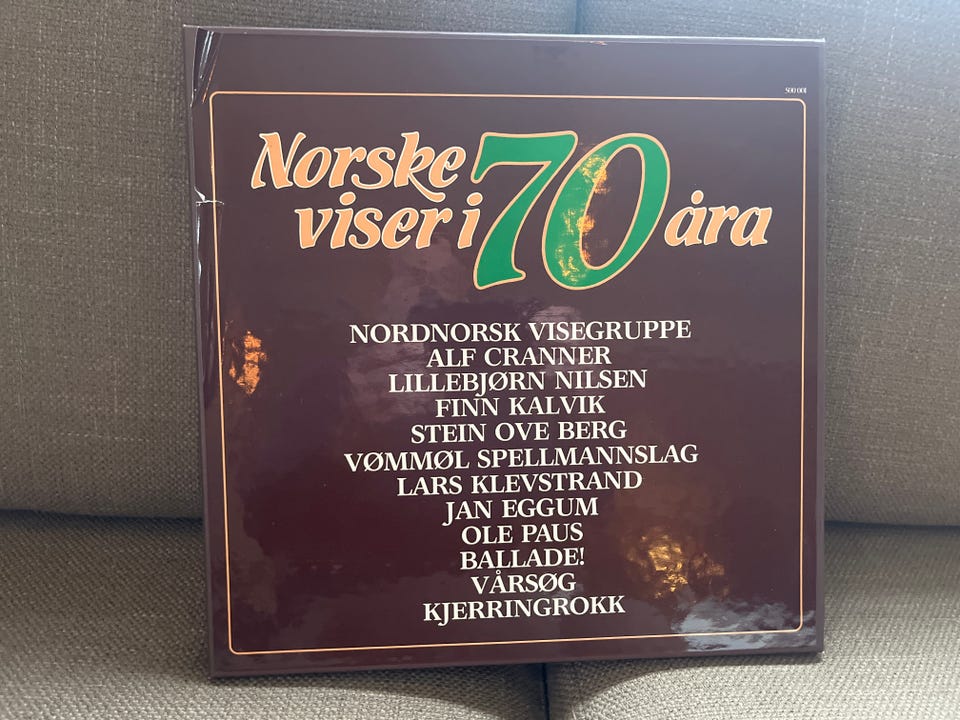 500 001
Norske
viser i 70 åra
NORDNORSK VISEGRUPPE
ALF CRANNER
LILLEBJØRN NILSEN
FINN KALVIK
STEIN OVE BERG
VØMMØL SPELLMANNSLAG
LARS KLEVSTRAND
JAN EGGUM
OLE PAUS
BALLADE!
VÅRSØG
KJERRINGROKK